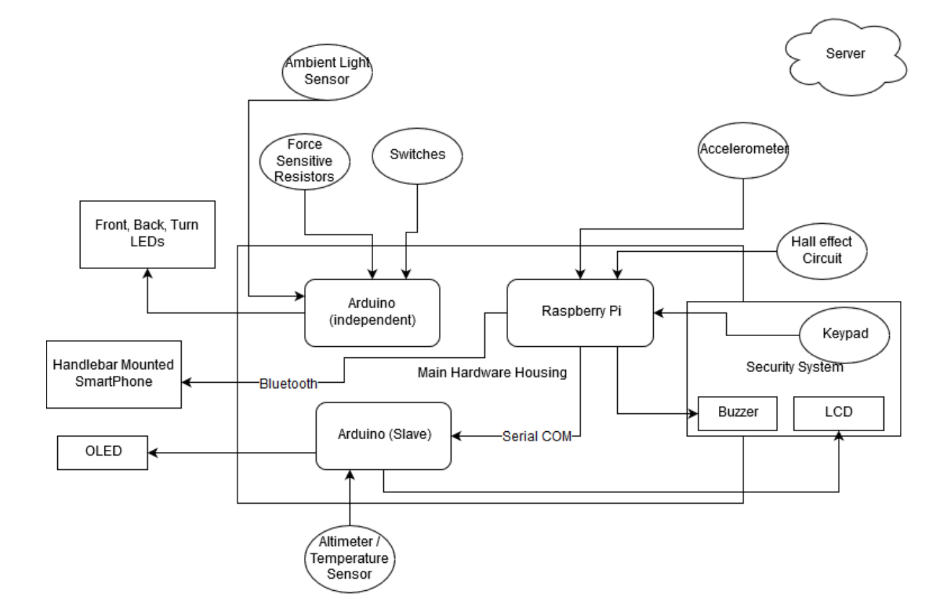 Server
Ambient Light
Sensor
Force
Sensitive
Resistors
Switches
Accelerometer
Front, Back, Turn
LEDs
Hall effect
Circuit
Arduino
(independent)
Raspberry Pi
Keypad
Security System
Handlebar Mounted
SmartPhone
Bluetooth
Main Hardware Housing
Buzzer
LCD
Arduino (Slave)
Serial COM
OLED
Altimeter /
Temperature
Sensor